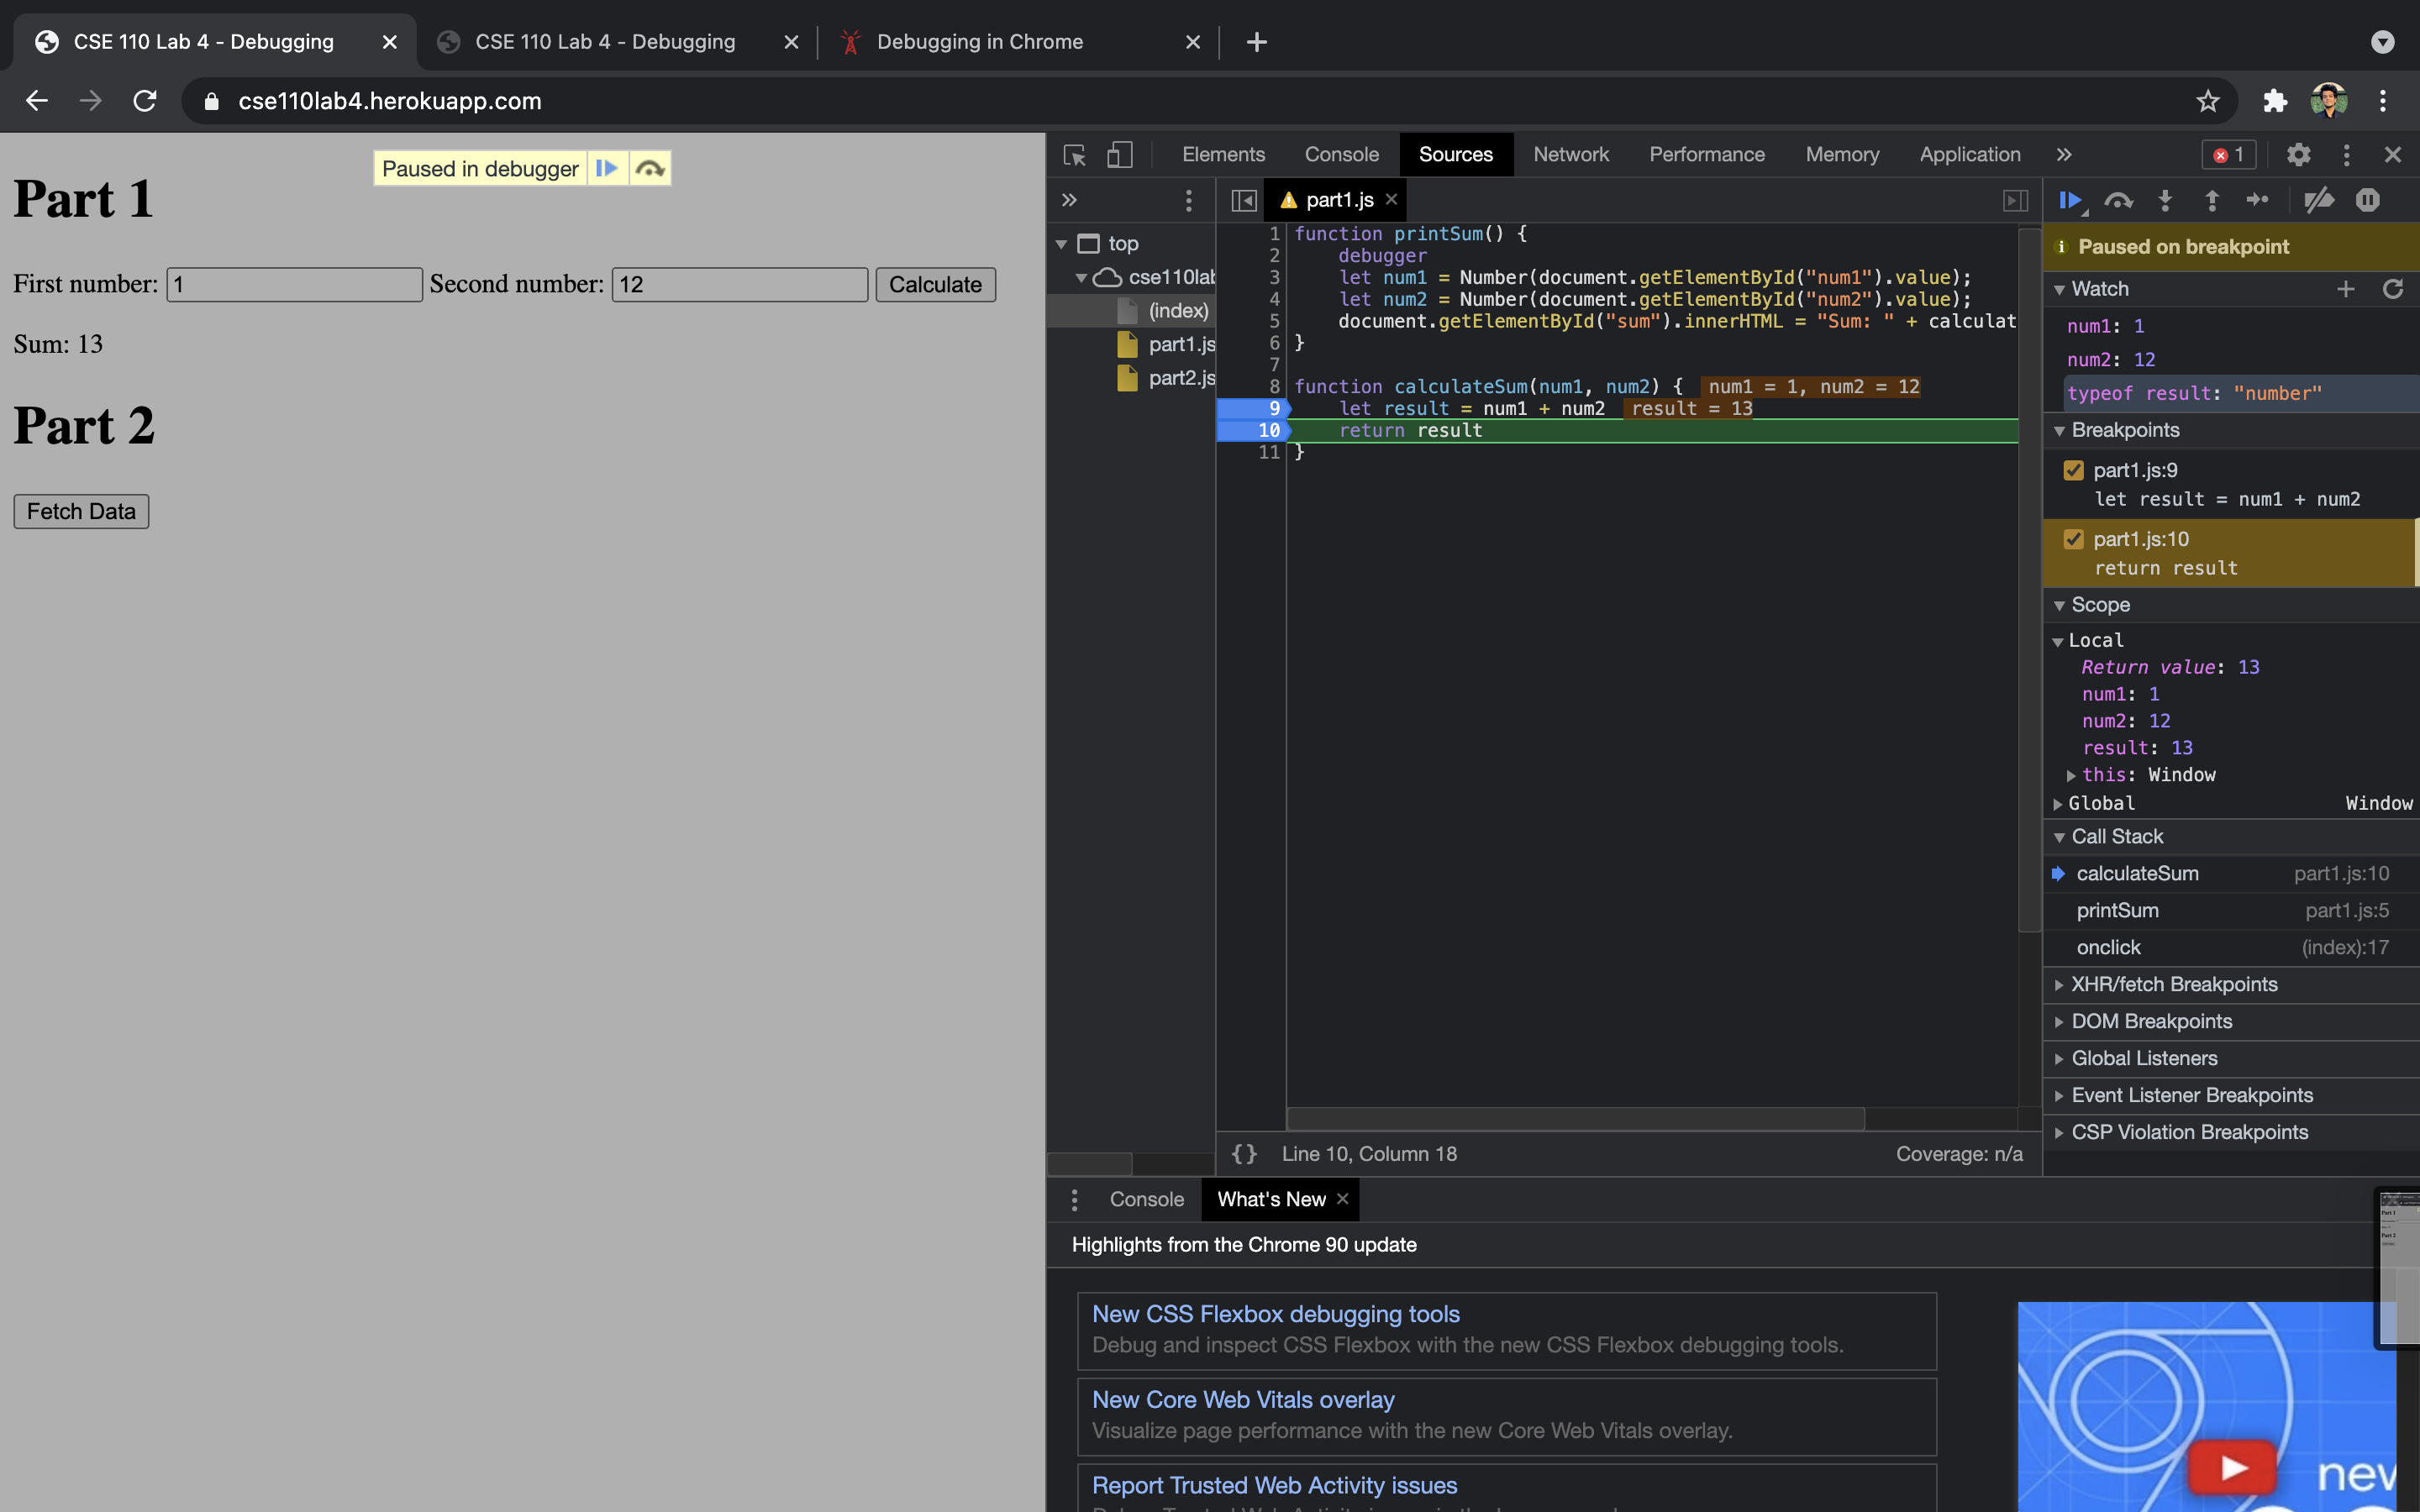 CSE 110 Lab 4 - Debugging
CSE 110 Lab 4 - Debugging
Debugging in Chrome
cse110lab4.herokuapp.com
Paused in debugger
Part 1
First number: 1 Second number: 12 Calculate
Sum: 13
Part 2
Fetch Data
Elements Console Sources Network Performance Memory Application 1
top
cse110lab
(index)
part1.js
part2.js
part1.js
1 function printSum() {
2 debugger
3 let num1 = Number(document.getElementById("num1").value);
4 let num2 = Number(document.getElementById("num2").value);
5 document.getElementById("sum").innerHTML = "Sum: " + calculat
6 }
7
8 function calculateSum(num1, num2) { num1 = 1, num2 = 12
9 let result = num1 + num2 result = 13
10 return result
11 }
{} Line 10, Column 18 Coverage: n/a
Paused on breakpoint
Watch
num1: 1
num2: 12
typeof result: "number"
Breakpoints
part1.js:9
let result = num1 + num2
part1.js:10
return result
Scope
Local
Return value: 13
num1: 1
num2: 12
result: 13
this: Window
Global Window
Call Stack
calculateSum part1.js:10
printSum part1.js:5
onclick (index):17
XHR/fetch Breakpoints
DOM Breakpoints
Global Listeners
Event Listener Breakpoints
CSP Violation Breakpoints
Console What's New
Highlights from the Chrome 90 update
New CSS Flexbox debugging tools
Debug and inspect CSS Flexbox with the new CSS Flexbox debugging tools.
New Core Web Vitals overlay
Visualize page performance with the new Core Web Vitals overlay.
Report Trusted Web Activity issues
new